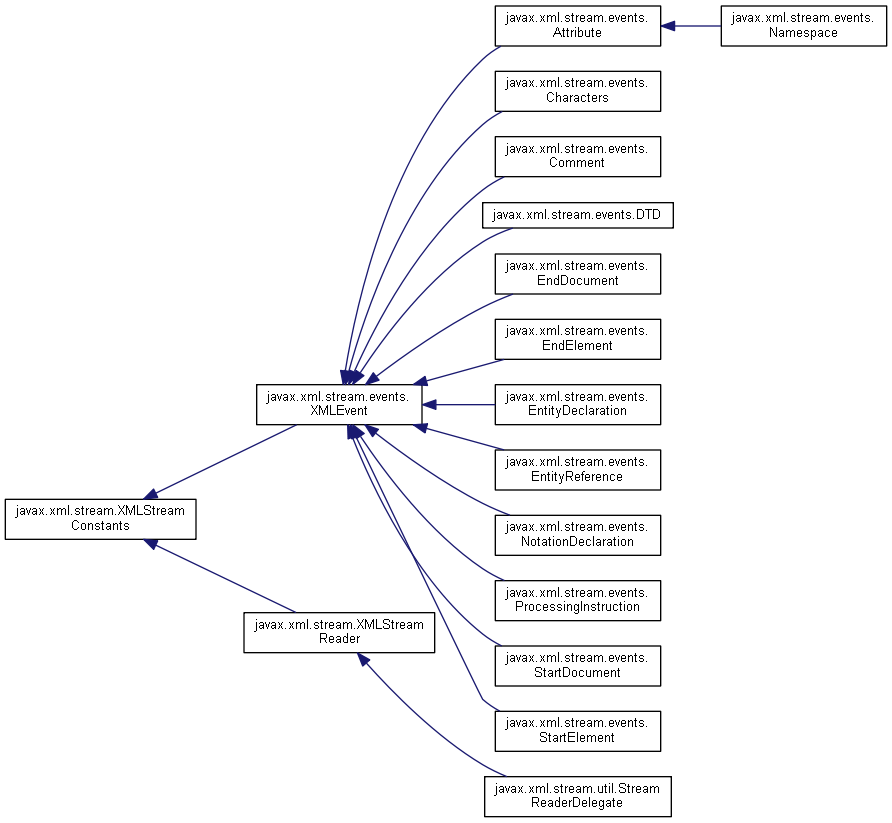 javax.xml.stream.events.
Attribute
javax.xml.stream.events.
Namespace
javax.xml.stream.events.
Characters
javax.xml.stream.events.
Comment
javax.xml.stream.events.DTD
javax.xml.stream.events.
EndDocument
javax.xml.stream.events.
EndElement
javax.xml.stream.events.
XMLEvent
javax.xml.stream.events.
EntityDeclaration
javax.xml.stream.events.
EntityReference
javax.xml.stream.XMLStream
Constants
javax.xml.stream.events.
NotationDeclaration
javax.xml.stream.events.
ProcessingInstruction
javax.xml.stream.XMLStream
Reader
javax.xml.stream.events.
StartDocument
javax.xml.stream.events.
StartElement
javax.xml.stream.util.Stream
ReaderDelegate